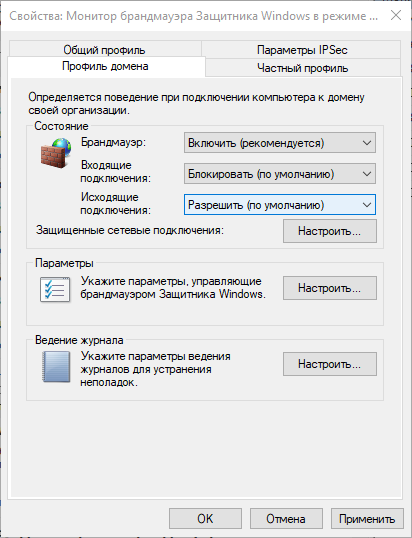 Свойства: Монитор брандмауэра Защитника Windows в режиме ...
Общий профиль
Параметры IPSec
Профиль домена
Частный профиль
Определяется поведение при подключении компьютера к домену
своей организации.
Состояние
Брандмауэр:
Включить (рекомендуется)
Входящие
подключения:
Блокировать (по умолчанию)
Исходящие
подключения:
Разрешить (по умолчанию)
Защищенные сетевые подключения:
Настроить...
Параметры
Укажите параметры, управляющие
брандмауэром Защитника Windows.
Настроить...
Ведение журнала
Укажите параметры ведения
журналов для устранения
неполадок.
Настроить...
OK
Отмена
Применить